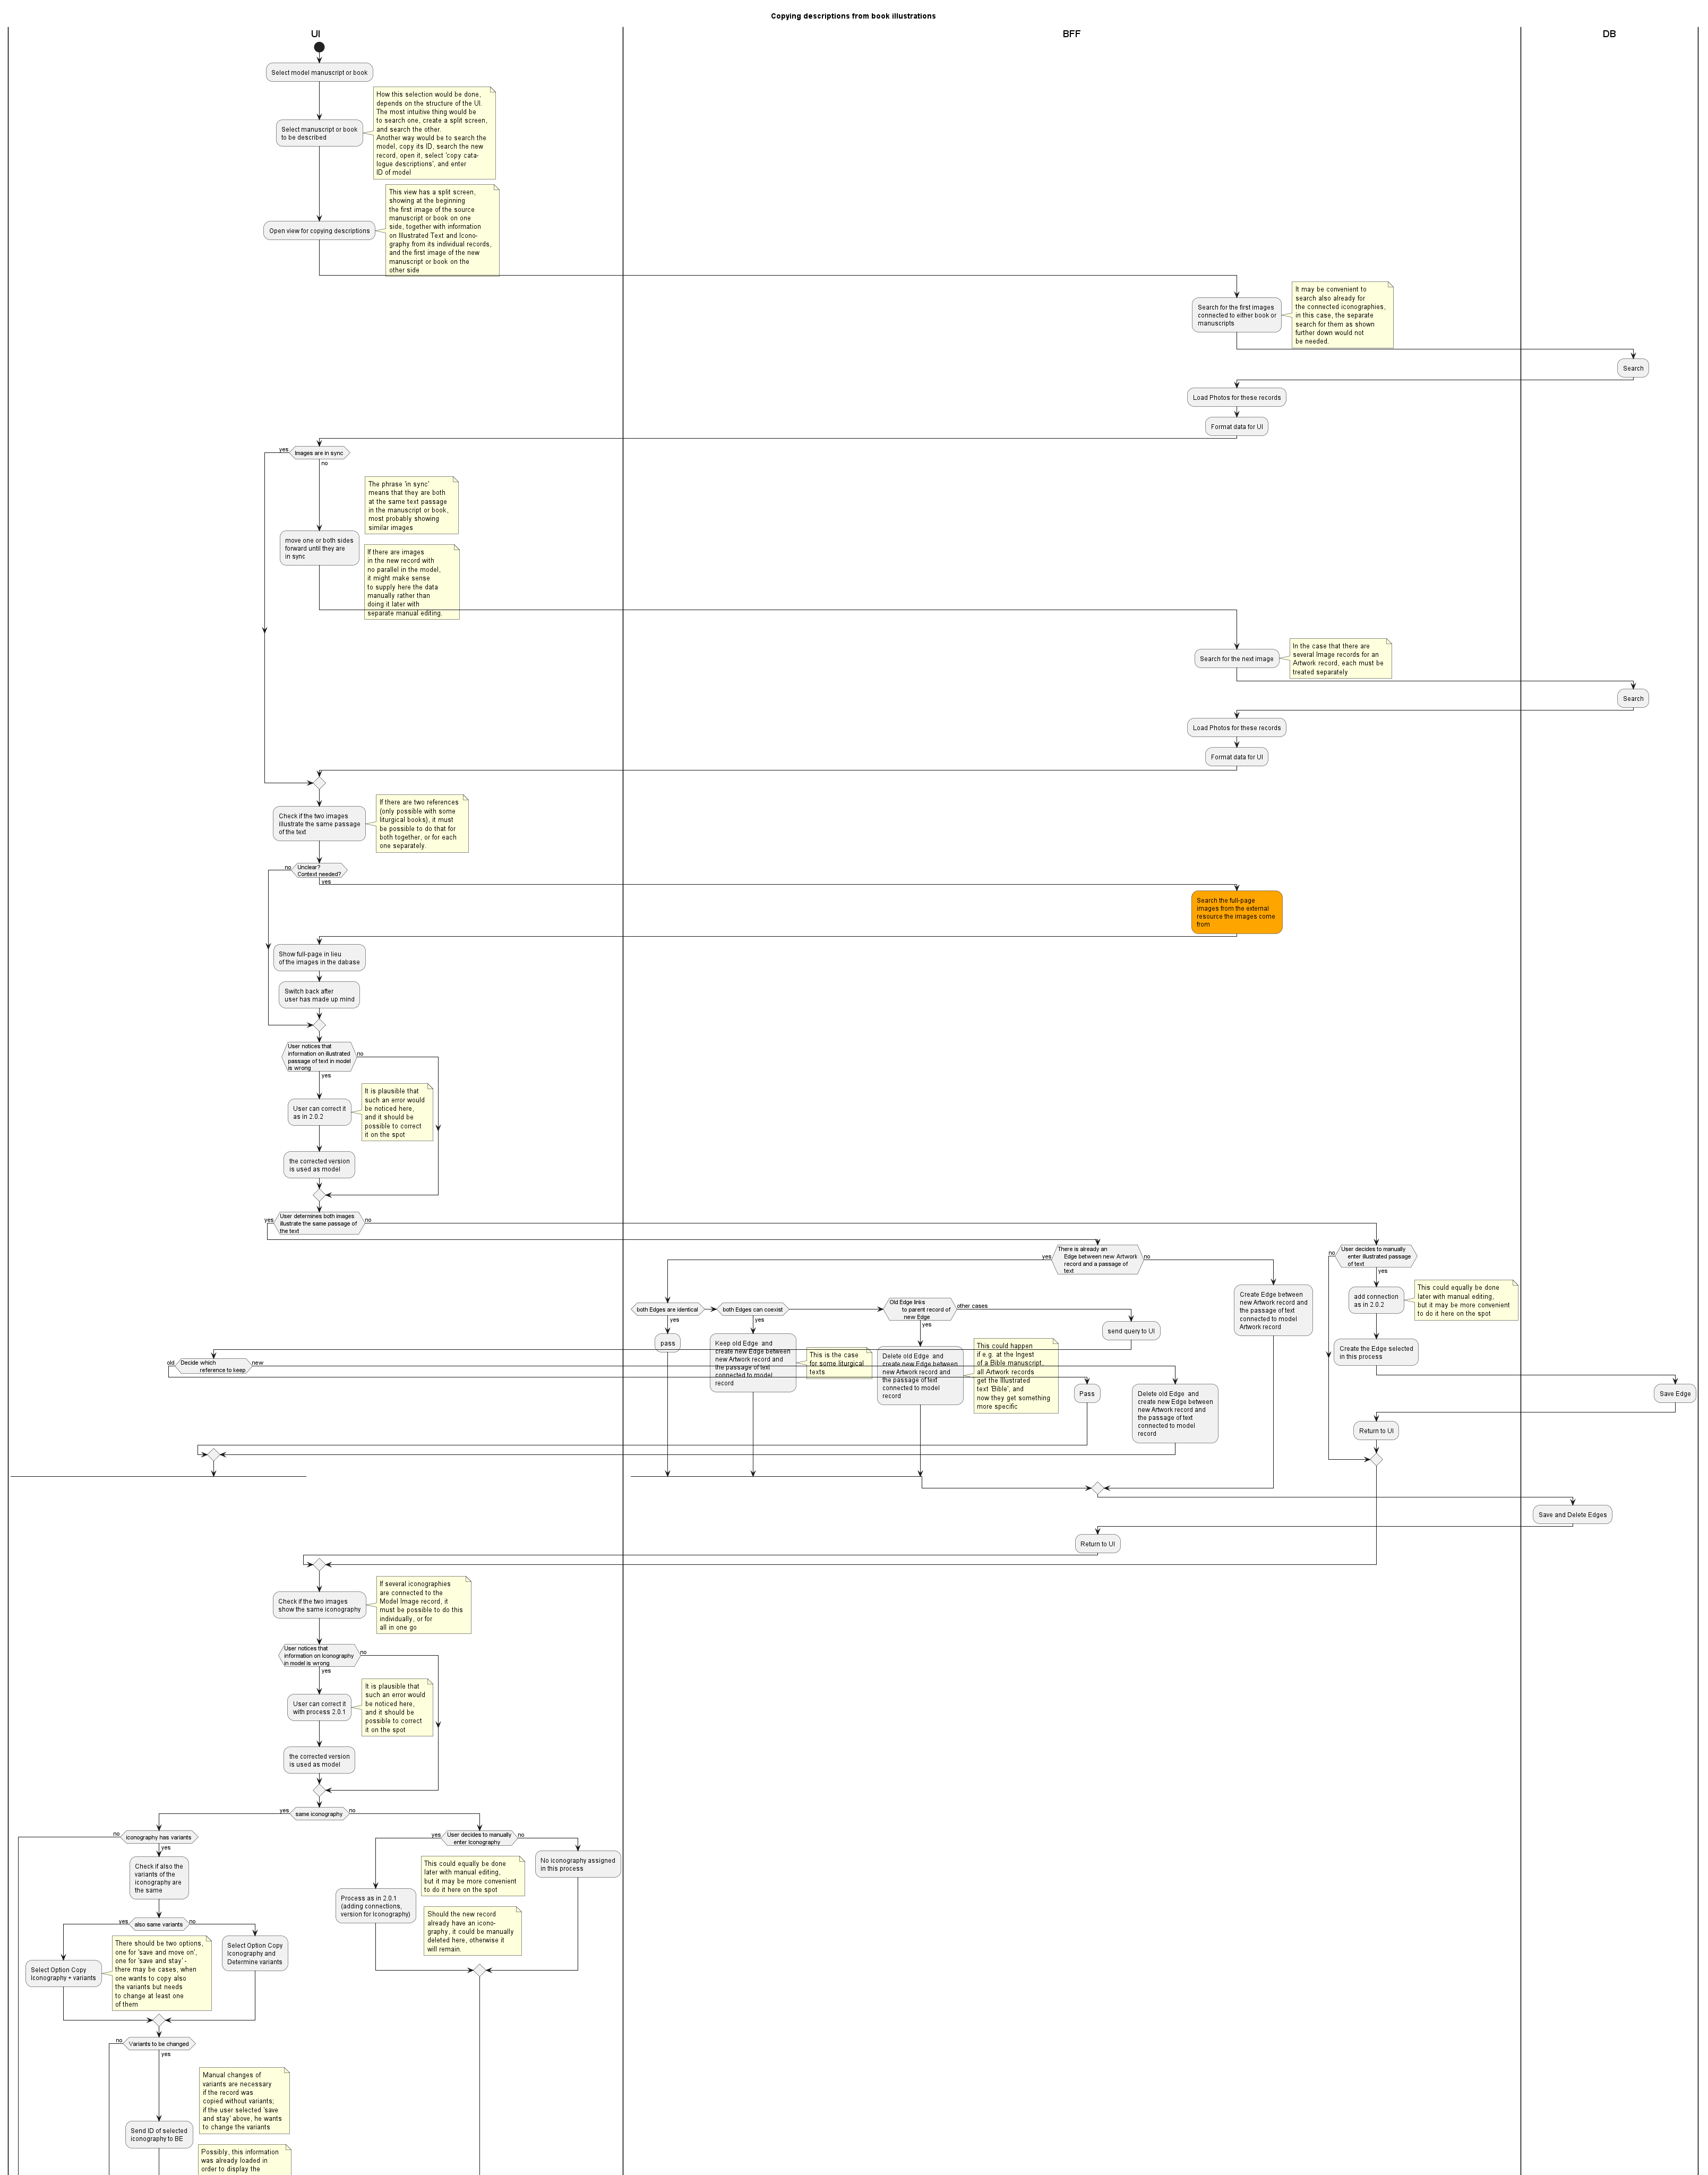 Copying descriptions from book illustrations
UI
BFF
DB
Select model manuscript or book
How this selection would be done,
depends on the structure of the UI.
The most intuitive thing would be
to search one, create a split screen,
and search the other.
Another way would be to search the
model, copy its ID, search the new
record, open it, select 'copy cata-
logue descriptions', and enter
ID of model
Select manuscript or book
to be described
This view has a split screen,
showing at the beginning
the first image of the source
manuscript or book on one
side, together with information
on Illustrated Text and Icono-
graphy from its individual records,
and the first image of the new
manuscript or book on the
other side
Open view for copying descriptions
Search for the first images
connected to either book or
manuscripts
It may be convenient to
search also already for
the connected iconographies,
in this case, the separate
search for them as shown
further down would not
be needed.
Search
Load Photos for these records
Format data for UI
yes
Images are in sync
no
The phrase 'in sync'
means that they are both
at the same text passage
in the manuscript or book,
most probably showing
similar images
move one or both sides
forward until they are
in sync
If there are images
in the new record with
no parallel in the model,
it might make sense
to supply here the data
manually rather than
doing it later with
separate manual editing.
Search for the next image
In the case that there are
several Image records for an
Artwork record, each must be
treated separately
Search
Load Photos for these records
Format data for UI
Check if the two images
illustrate the same passage
of the text
If there are two references
(only possible with some
liturgical books), it must
be possible to do that for
both together, or for each
one separately.
no
Unclear?
Context needed?
yes
Search the full-page
images from the external
resource the images come
from
Show full-page in lieu
of the images in the dabase
Switch back after
user has made up mind
User notices that
information on illustrated
passage of text in model
is wrong
no
yes
User can correct it
as in 2.0.2
It is plausible that
such an error would
be noticed here,
and it should be
possible to correct
it on the spot
the corrected version
is used as model
yes
User determines both images
illustrate the same passage of
the text
no
There is already an
Edge between new Artwork
record and a passage of
text
yes
no
both Edges are identical
yes
pass
both Edges can coexist
yes
Keep old Edge and
create new Edge between
new Artwork record and
the passage of text
connected to model
record
This is the case
for some liturgical
texts
Old Edge links
to parent record of
new Edge
yes
other cases
Delete old Edge and
create new Edge between
new Artwork record and
the passage of text
connected to model
record
This could happen
if e.g. at the Ingest
of a Bible manuscript,
all Artwork records
get the Illustrated
text 'Bible', and
now they get something
more specific
send query to UI
old
Decide which
reference to keep
new
Pass
Delete old Edge and
create new Edge between
new Artwork record and
the passage of text
connected to model
record
Create Edge between
new Artwork record and
the passage of text
connected to model
Artwork record
no
User decides to manually
enter illustrated passage
of text
yes
add connection
as in 2.0.2
This could equally be done
later with manual editing,
but it may be more convenient
to do it here on the spot
Create the Edge selected
in this process
Save Edge
Return to UI
Save and Delete Edges
Return to UI
Check if the two images
show the same iconography
If several iconographies
are connected to the
Model Image record, it
must be possible to do this
individually, or for
all in one go
User notices that
information on Iconography
in model is wrong
no
yes
User can correct it
with process 2.0.1
It is plausible that
such an error would
be noticed here,
and it should be
possible to correct
it on the spot
the corrected version
is used as model
yes
same iconography
no
no
iconography has variants
yes
Check if also the
variants of the
iconography are
the same
yes
also same variants
no
Select Option Copy
Iconography + variants
There should be two options,
one for 'save and move on',
one for 'save and stay' -
there may be cases, when
one wants to copy also
the variants but needs
to change at least one
of them
Select Option Copy
Iconography and
Determine variants
yes
User decides to manually
enter Iconography
no
Process as in 2.0.1
(adding connections,
version for Iconography)
This could equally be done
later with manual editing,
but it may be more convenient
to do it here on the spot
Should the new record
already have an icono-
graphy, it could be manually
deleted here, otherwise it
will remain.
No iconography assigned
in this process
no
Variants to be changed
yes
Manual changes of
variants are necessary
if the record was
copied without variants;
if the user selected 'save
and stay' above, he wants
to change the variants
Send ID of selected
iconography to BE
Possibly, this information
was already loaded in
order to display the